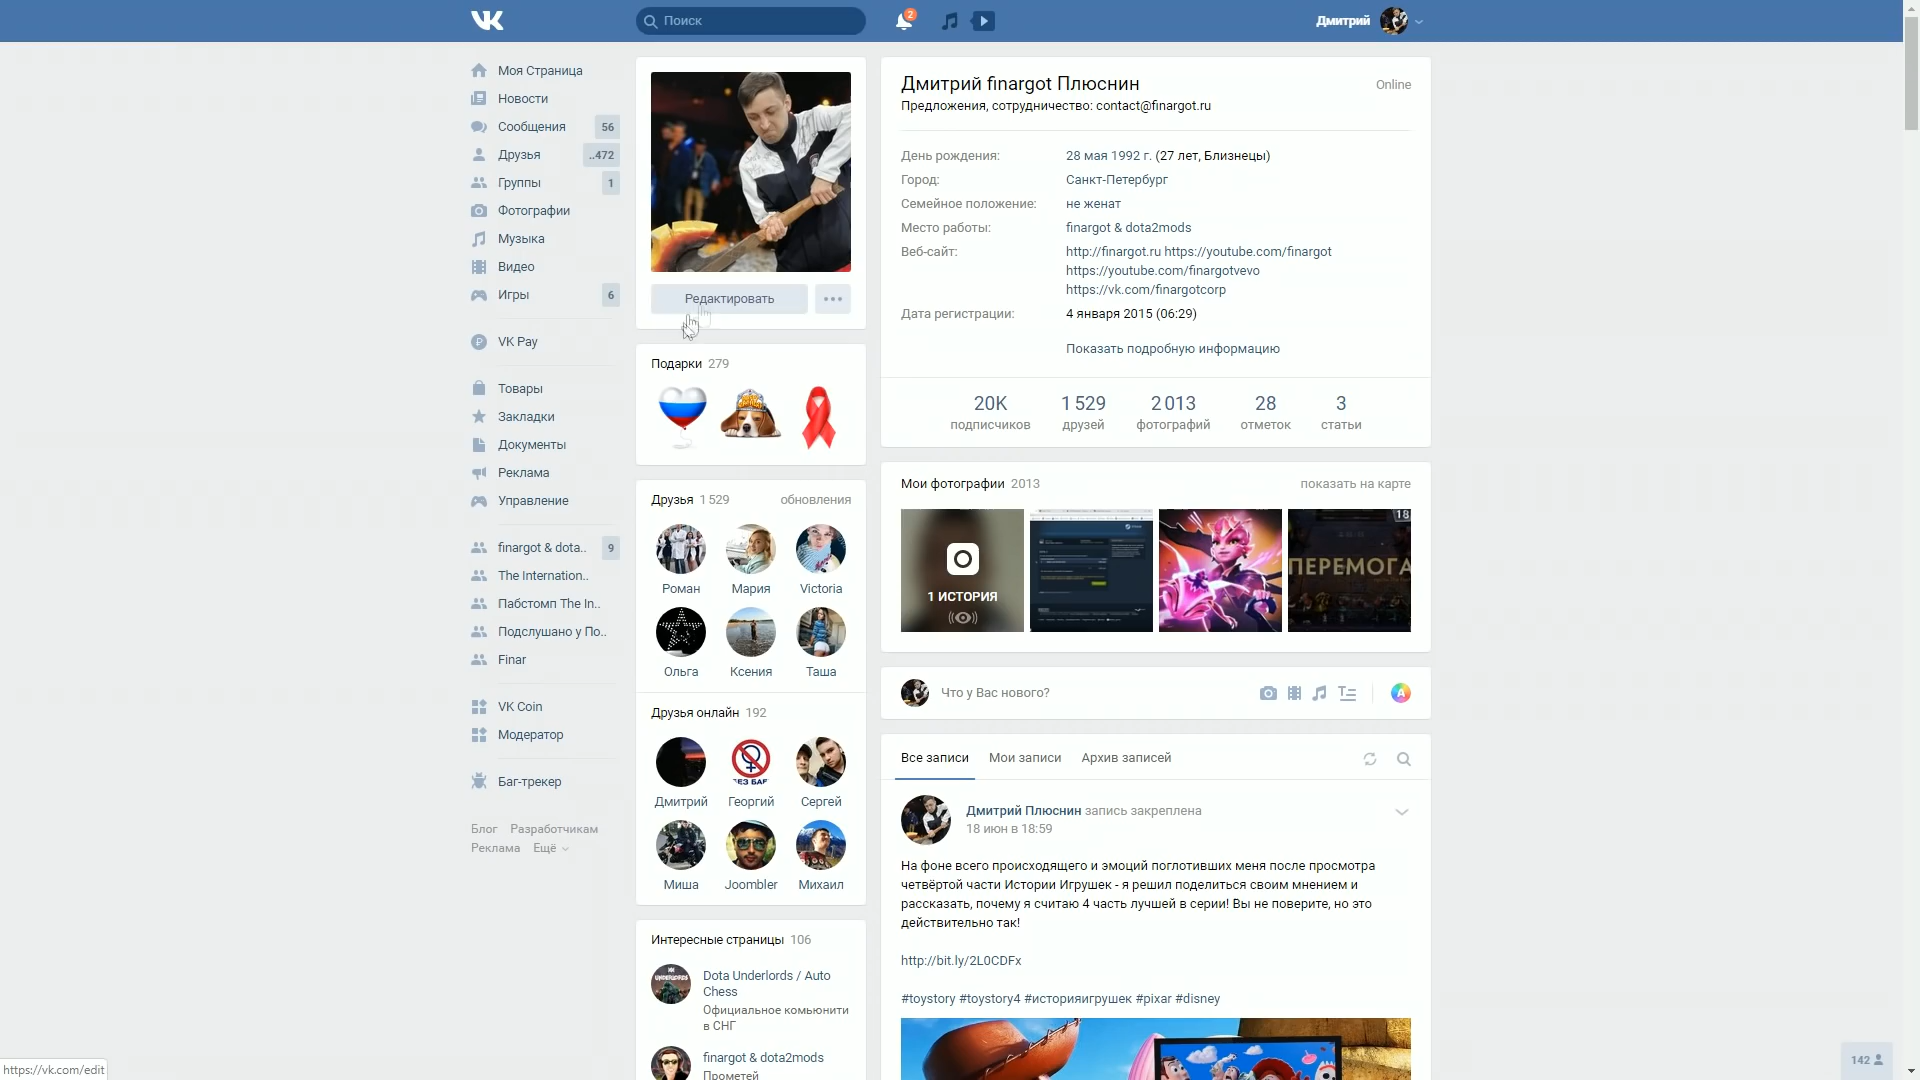 Поиск
2
Дмитрий
Моя Страница
Новости
Сообщения 56
Друзья ..472
Группы 1
Фотографии
Музыка
Видео
Игры 6
VK Pay
Товары
Закладки
Документы
Реклама
Управление
finargot & dota.. 9
The Internation..
Пабстомп The In..
Подслушано у По..
Finar
VK Coin
Модератор
Баг-трекер
Блог Разработчикам
Реклама Ещё
Редактировать
Подарки 279
Друзья 1 529 обновления
Роман Мария Victoria
Ольга Ксения Таша
Друзья онлайн 192
Дмитрий Георгий Сергей
Миша Joombler Михаил
Интересные страницы 106
UNDERLORDS
Dota Underlords / Auto
Chess
Официальное комьюнити
в СНГ
finargot & dota2mods
Прометей
Дмитрий finargot Плюснин Online
Предложения, сотрудничество: contact@finargot.ru
День рождения: 28 мая 1992 г. (27 лет, Близнецы)
Город: Санкт-Петербург
Семейное положение: не женат
Место работы: finargot & dota2mods
Веб-сайт: http://finargot.ru https://youtube.com/finargot
https://youtube.com/finargotvevo
https://vk.com/finargotcorp
Дата регистрации: 4 января 2015 (06:29)
Показать подробную информацию
20K 1 529 2 013 28 3
подписчиков друзей фотографий отметок статьи
Мои фотографии 2013 показать на карте
1 ИСТОРИЯ
18
ПЕРЕМОГА
Что у Вас нового?
A
Все записи Мои записи Архив записей
Дмитрий Плюснин запись закреплена
18 июн в 18:59
На фоне всего происходящего и эмоций поглотивших меня после просмотра
четвёртой части Истории Игрушек - я решил поделиться своим мнением и
рассказать, почему я считаю 4 часть лучшей в серии! Вы не поверите, но это
действительно так!
http://bit.ly/2L0CDFx
#toystory #toystory4 #историяигрушек #pixar #disney
142
https://vk.com/edit